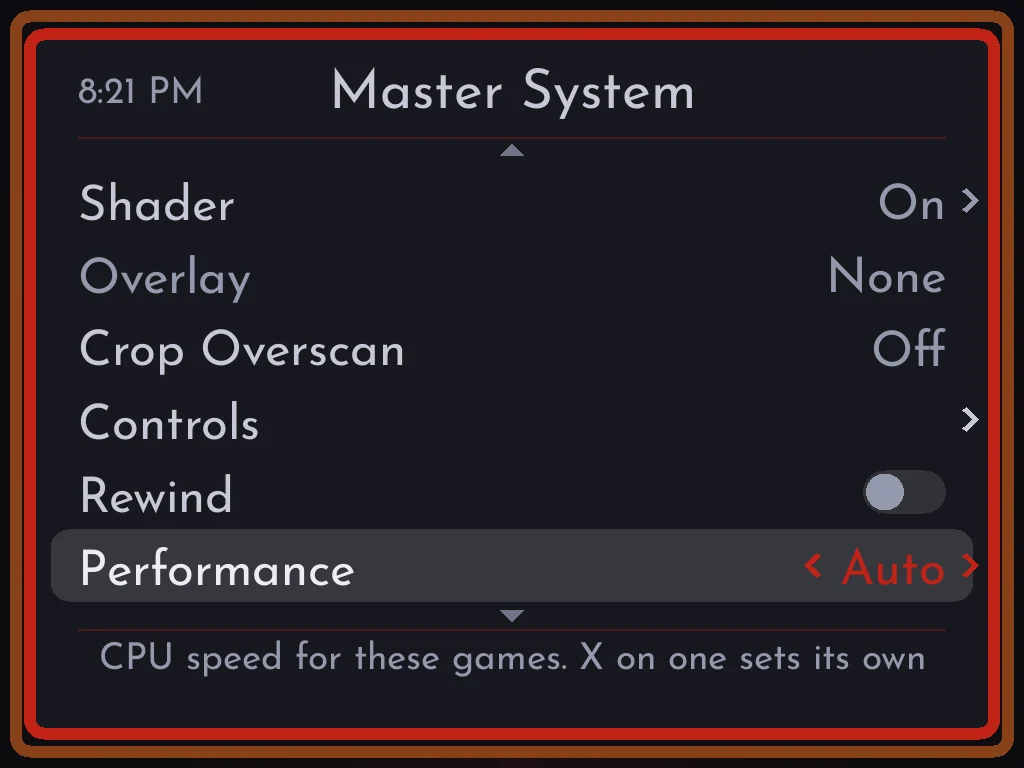 8:21 PM
Master System
Shader On
Overlay None
Crop Overscan Off
Controls
Rewind
Performance Auto
CPU speed for these games. X on one sets its own